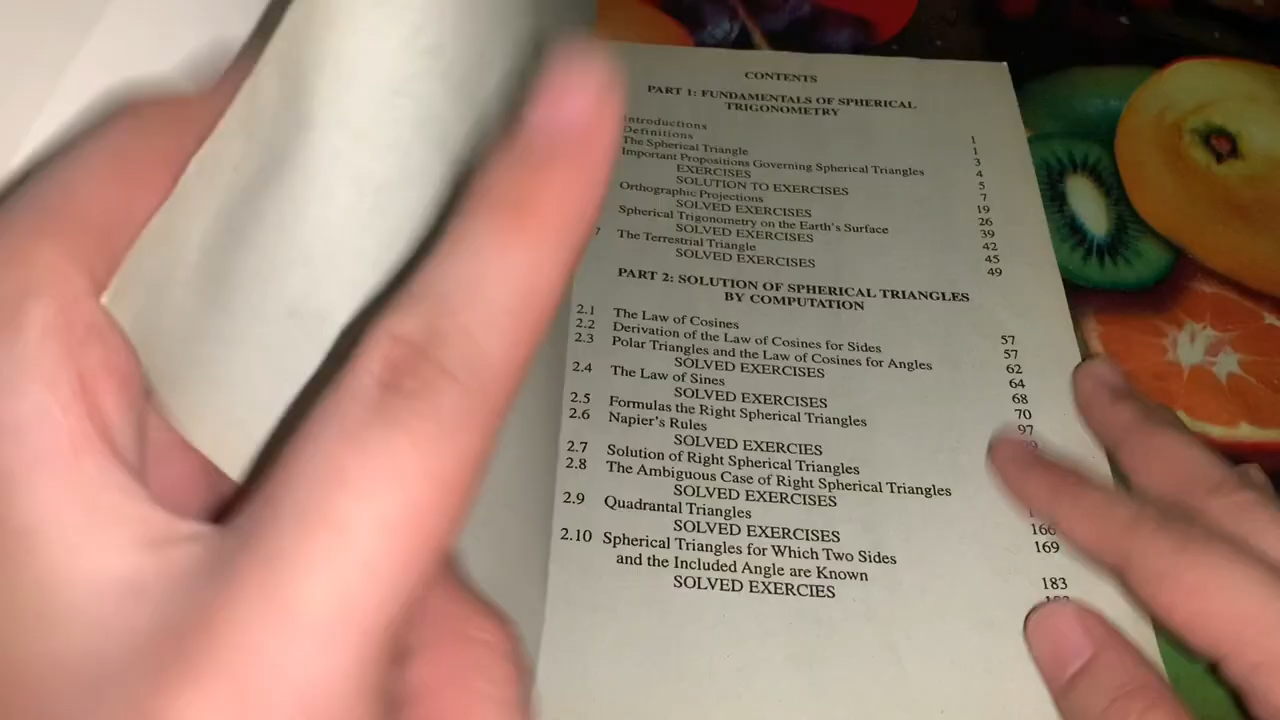 CONTENTS
PART 1: FUNDAMENTALS OF SPHERICAL
TRIGONOMETRY
Introductions 1
Definitions 1
The Spherical Triangle 3
Important Propositions Governing Spherical Triangles 4
EXERCISES 5
SOLUTION TO EXERCISES 7
Orthographic Projections 19
SOLVED EXERCISES 26
Spherical Trigonometry on the Earth's Surface 39
SOLVED EXERCISES 42
7 The Terrestrial Triangle 45
SOLVED EXERCISES 49
PART 2: SOLUTION OF SPHERICAL TRIANGLES
BY COMPUTATION
2.1 The Law of Cosines 57
2.2 Derivation of the Law of Cosines for Sides 57
2.3 Polar Triangles and the Law of Cosines for Angles 62
SOLVED EXERCISES 64
2.4 The Law of Sines 68
SOLVED EXERCISES 70
2.5 Formulas the Right Spherical Triangles 97
2.6 Napier's Rules
SOLVED EXERCIES
2.7 Solution of Right Spherical Triangles
2.8 The Ambiguous Case of Right Spherical Triangles
SOLVED EXERCISES
2.9 Quadrantal Triangles 166
SOLVED EXERCISES 169
2.10 Spherical Triangles for Which Two Sides
and the Included Angle are Known 183
SOLVED EXERCIES